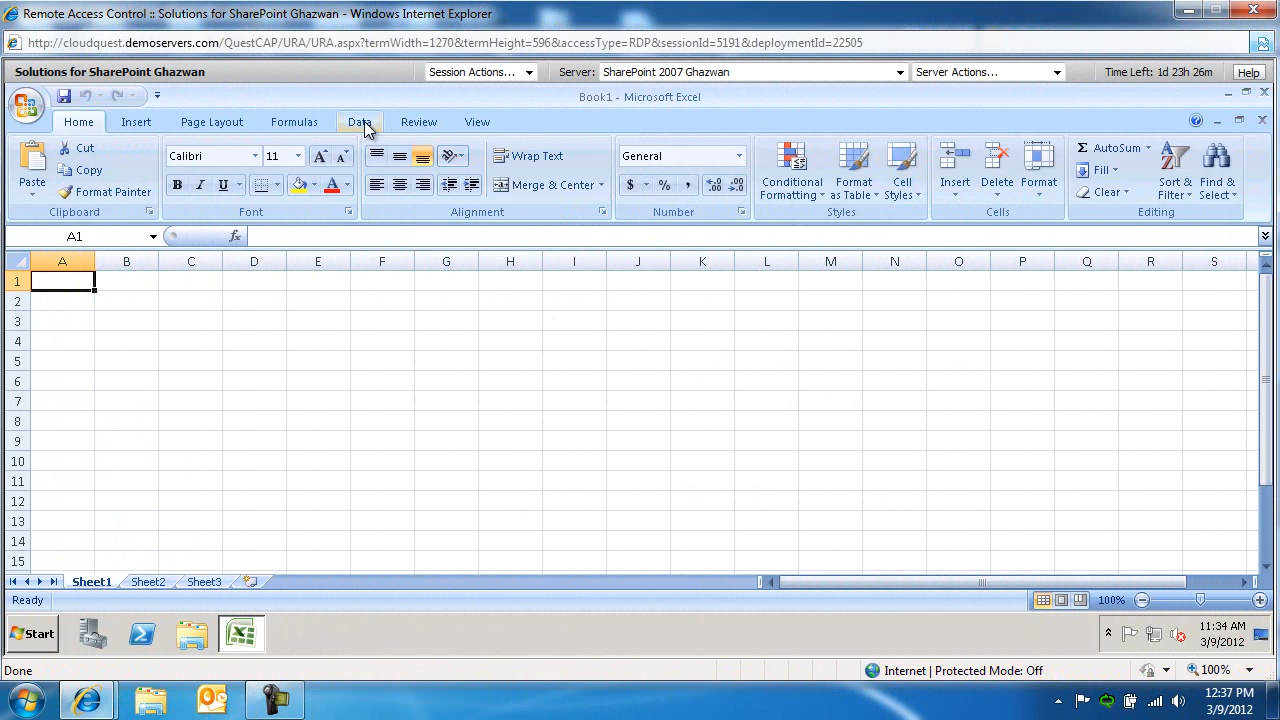 Remote Access Control :: Solutions for SharePoint Ghazwan - Windows Internet Explorer
http://cloudquest.demoservers.com/QuestCAP/URA/URA.aspx?termWidth=1270&termHeight=596&accessType=RDP&sessionId=5191&deploymentId=22505
Solutions for SharePoint Ghazwan Session Actions... Server: SharePoint 2007 Ghazwan Server Actions... Time Left: 1d 23h 26m Help
Book1 - Microsoft Excel
Home Insert Page Layout Formulas Data Review View
Cut Calibri 11 Wrap Text General AutoSum
Copy Fill
Paste Format Painter B I U A Merge & Center $ % , Conditional Formatting Format as Table Cell Styles Insert Delete Format Clear Sort & Filter Find & Select
Clipboard Font Alignment Number Styles Cells Editing
A1 fx
A B C D E F G H I J K L M N O P Q R S
1
2
3
4
5
6
7
8
9
10
11
12
13
14
15
Sheet1 Sheet2 Sheet3
Ready 100%
Start 11:34 AM
3/9/2012
Done Internet | Protected Mode: Off 100%
12:37 PM
3/9/2012